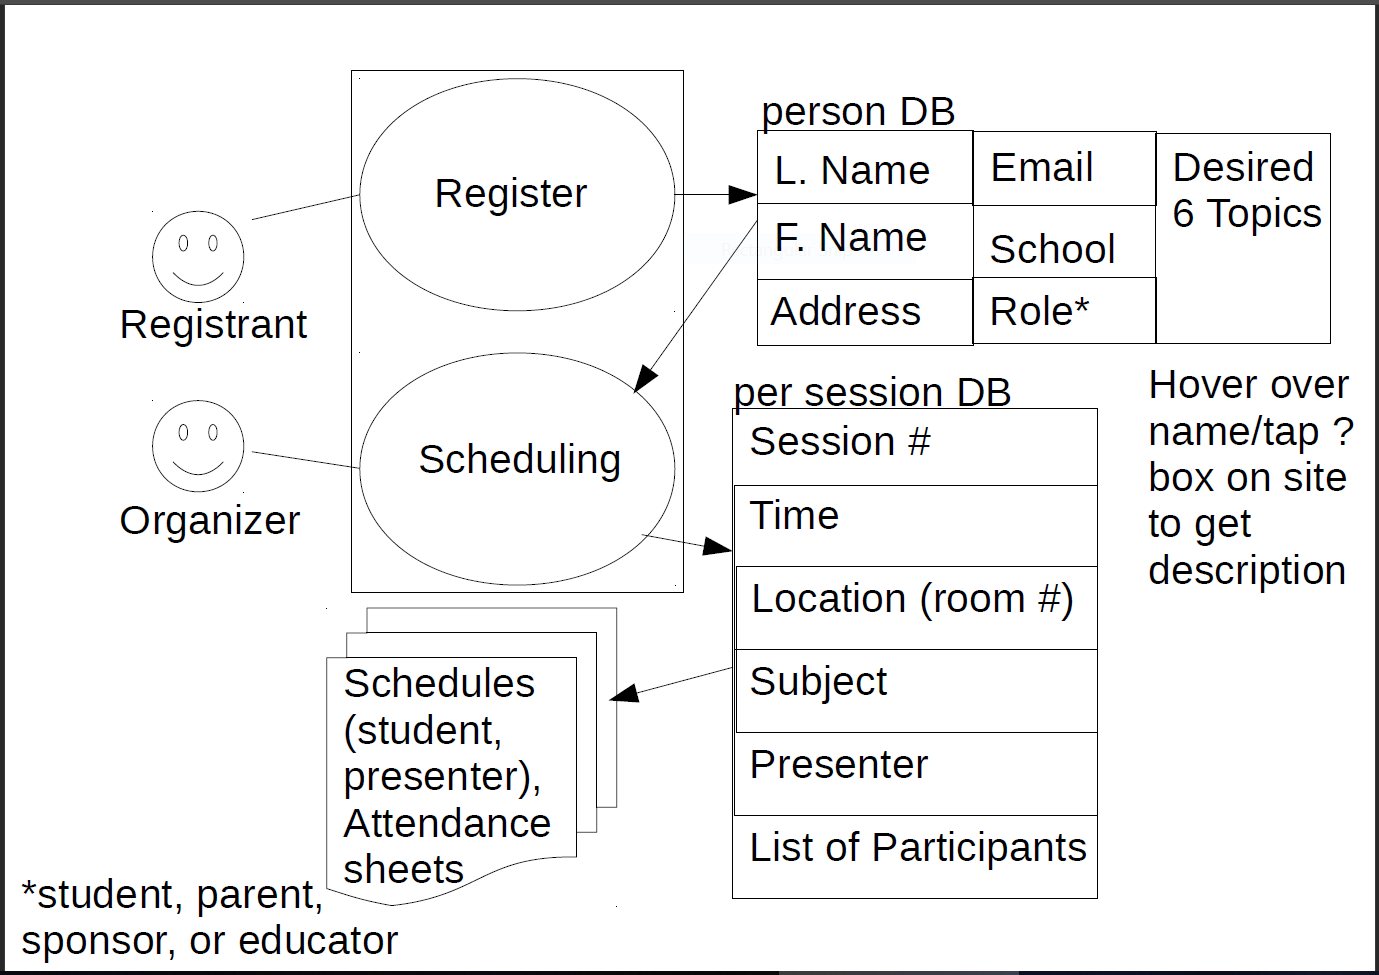 Register
Registrant
Scheduling
Organizer
person DB
L. Name
F. Name
Address
Email
School
Role*
Desired
6 Topics
per session DB
Session #
Time
Location (room #)
Subject
Presenter
List of Participants
Hover over
name/tap ?
box on site
to get
description
Schedules
(student,
presenter),
Attendance
sheets
*student, parent,
sponsor, or educator